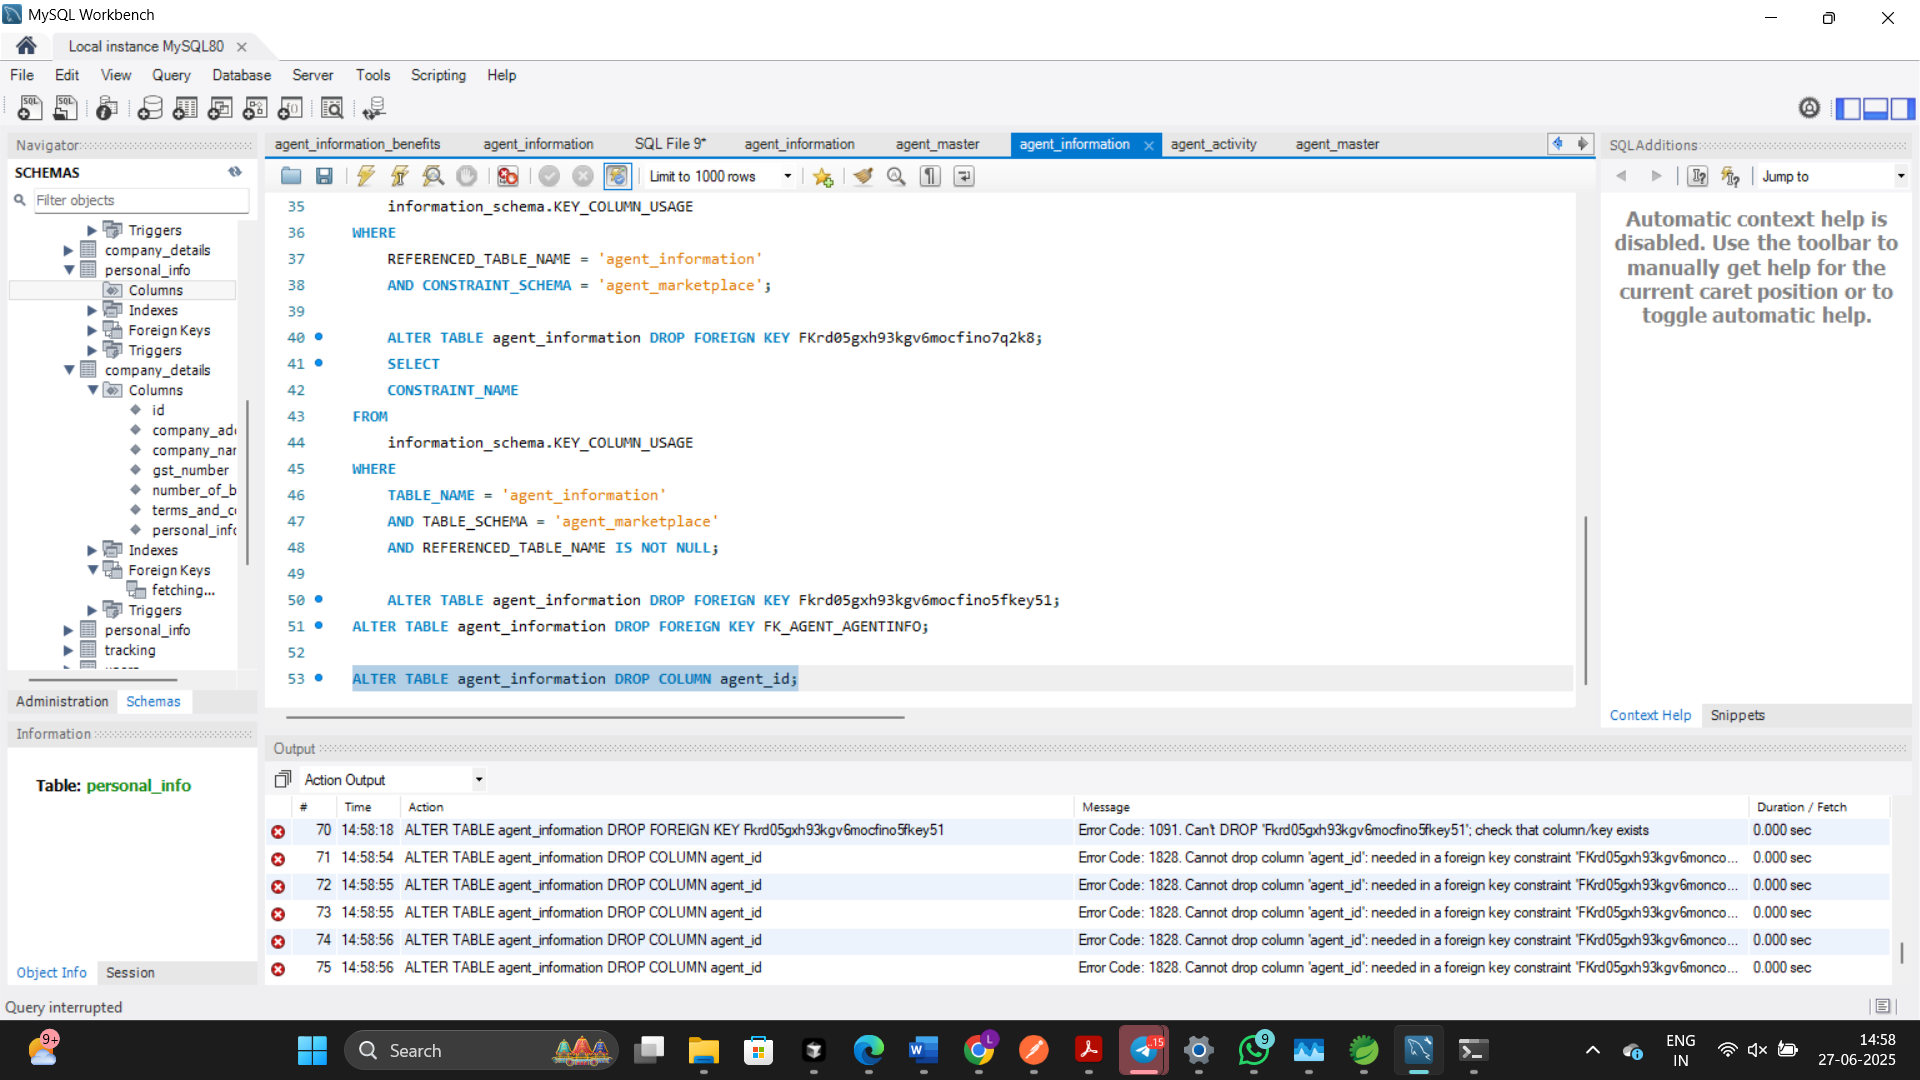 MySQL Workbench
Local instance MySQL80
File Edit View Query Database Server Tools Scripting Help
Navigator
SCHEMAS
Filter objects
Triggers
company_details
personal_info
Columns
Indexes
Foreign Keys
Triggers
company_details
Columns
id
company_add
company_nar
gst_number
number_of_b
terms_and_co
personal_info
Indexes
Foreign Keys
fetching...
Triggers
personal_info
tracking
Administration Schemas
Information
Table: personal_info
Object Info Session
Query interrupted
agent_information_benefits agent_information SQL File 9* agent_information agent_master agent_information agent_activity agent_master
Limit to 1000 rows
35 information_schema.KEY_COLUMN_USAGE
36 WHERE
37 REFERENCED_TABLE_NAME = 'agent_information'
38 AND CONSTRAINT_SCHEMA = 'agent_marketplace';
39
40 ALTER TABLE agent_information DROP FOREIGN KEY FKrd05gxh93kgv6mocfino7q2k8;
41 SELECT
42 CONSTRAINT_NAME
43 FROM
44 information_schema.KEY_COLUMN_USAGE
45 WHERE
46 TABLE_NAME = 'agent_information'
47 AND TABLE_SCHEMA = 'agent_marketplace'
48 AND REFERENCED_TABLE_NAME IS NOT NULL;
49
50 ALTER TABLE agent_information DROP FOREIGN KEY Fkrd05gxh93kgv6mocfino5fkey51;
51 ALTER TABLE agent_information DROP FOREIGN KEY FK_AGENT_AGENTINFO;
52
53 ALTER TABLE agent_information DROP COLUMN agent_id;
SQLAdditions
Jump to
Automatic context help is
disabled. Use the toolbar to
manually get help for the
current caret position or to
toggle automatic help.
Context Help Snippets
Output
Action Output
# Time Action Message Duration / Fetch
70 14:58:18 ALTER TABLE agent_information DROP FOREIGN KEY Fkrd05gxh93kgv6mocfino5fkey51 Error Code: 1091. Can't DROP 'Fkrd05gxh93kgv6mocfino5fkey51'; check that column/key exists 0.000 sec
71 14:58:54 ALTER TABLE agent_information DROP COLUMN agent_id Error Code: 1828. Cannot drop column 'agent_id': needed in a foreign key constraint 'FKrd05gxh93kgv6monco... 0.000 sec
72 14:58:55 ALTER TABLE agent_information DROP COLUMN agent_id Error Code: 1828. Cannot drop column 'agent_id': needed in a foreign key constraint 'FKrd05gxh93kgv6monco... 0.000 sec
73 14:58:55 ALTER TABLE agent_information DROP COLUMN agent_id Error Code: 1828. Cannot drop column 'agent_id': needed in a foreign key constraint 'FKrd05gxh93kgv6monco... 0.000 sec
74 14:58:56 ALTER TABLE agent_information DROP COLUMN agent_id Error Code: 1828. Cannot drop column 'agent_id': needed in a foreign key constraint 'FKrd05gxh93kgv6monco... 0.000 sec
75 14:58:56 ALTER TABLE agent_information DROP COLUMN agent_id Error Code: 1828. Cannot drop column 'agent_id': needed in a foreign key constraint 'FKrd05gxh93kgv6monco... 0.000 sec
9+
Search
L
..15
9
ENG
IN
14:58
27-06-2025